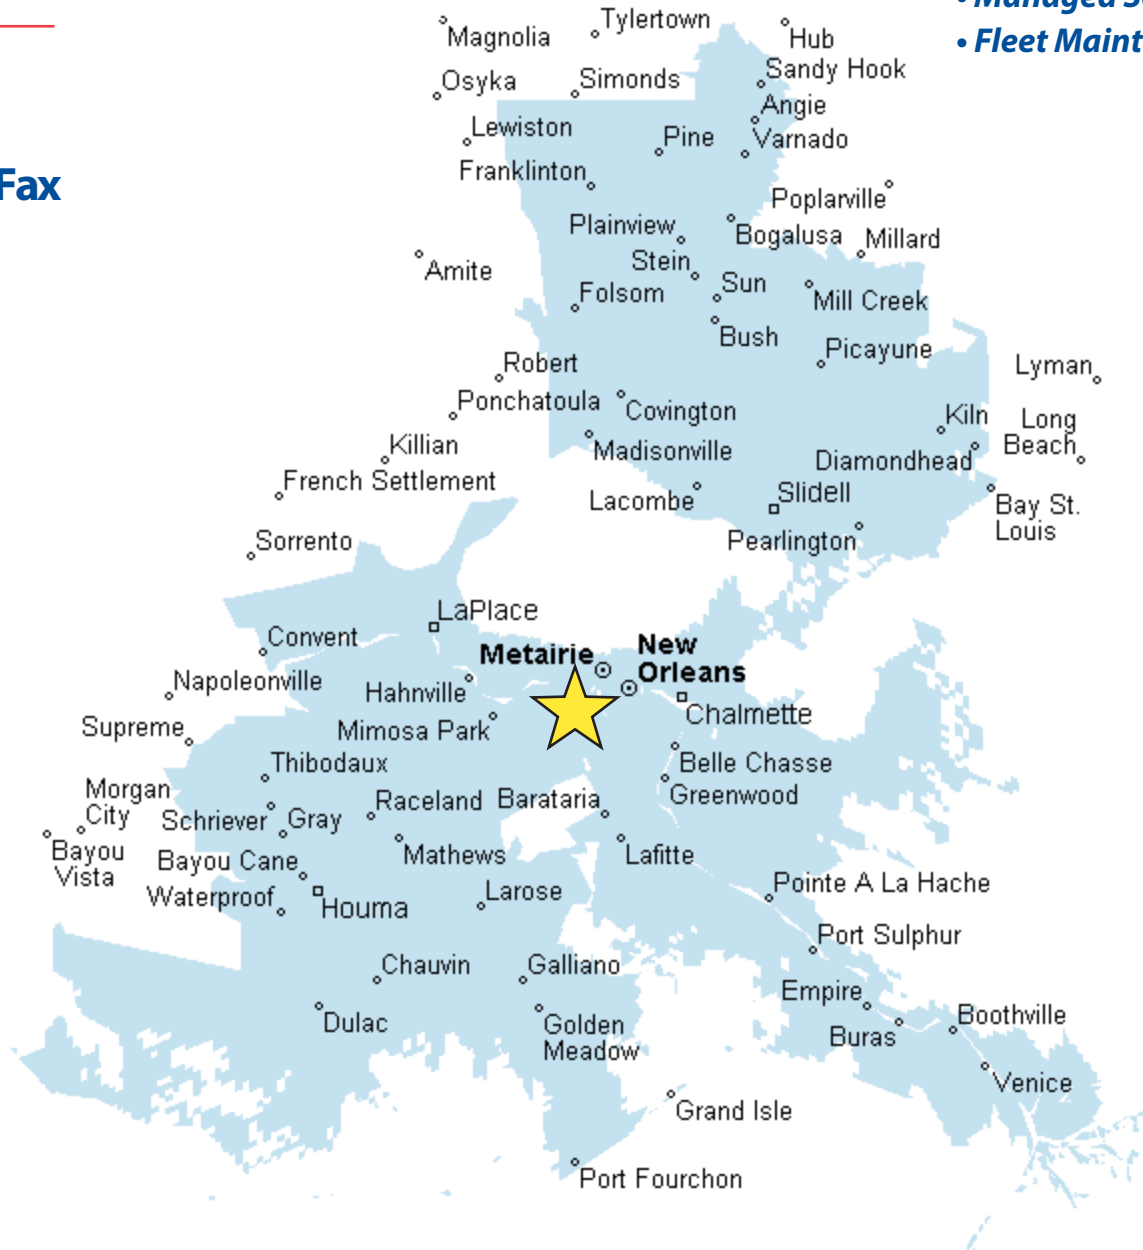 • Managed S
• Fleet Maint
Fax
Magnolia
Tylertown
Hub
Osyka
Simonds
Sandy Hook
Angie
Lewiston
Pine
Varnado
Franklinton
Poplarville
Plainview
Bogalusa
Millard
Amite
Stein
Sun
Folsom
Mill Creek
Bush
Picayune
Robert
Lyman
Ponchatoula
Covington
Kiln
Long
Beach
Killian
Madisonville
Diamondhead
French Settlement
Lacombe
Slidell
Bay St.
Louis
Sorrento
Pearlington
LaPlace
Convent
Metairie
New
Orleans
Napoleonville
Hahnville
Chalmette
Supreme
Mimosa Park
Thibodaux
Belle Chasse
Morgan
City
Raceland
Barataria
Greenwood
Schriever
Gray
Bayou
Vista
Bayou Cane
Mathews
Lafitte
Waterproof
Houma
Larose
Pointe A La Hache
Port Sulphur
Chauvin
Galliano
Empire
Dulac
Golden
Meadow
Buras
Boothville
Venice
Grand Isle
Port Fourchon